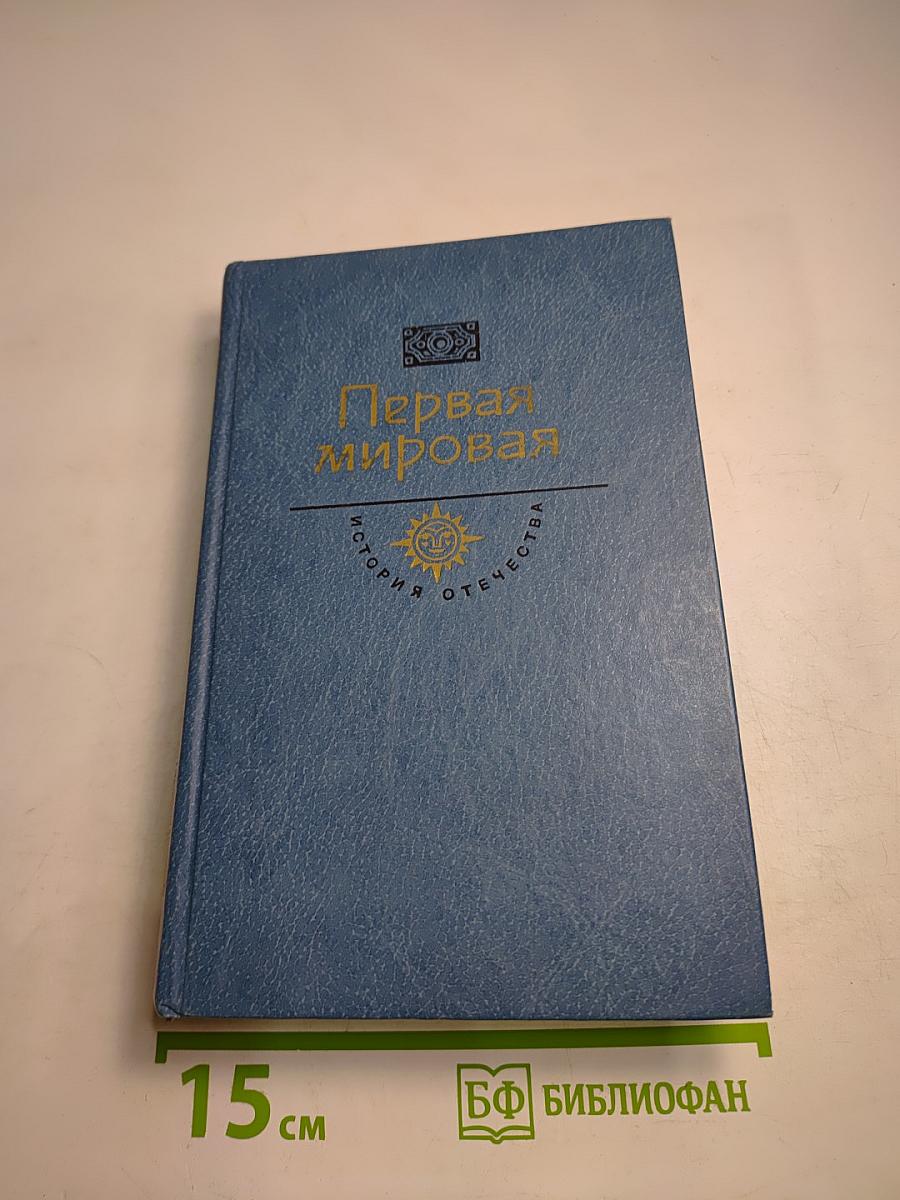 Первая
мировая
ИСТОРИЯ ОТЕЧЕСТВА
15 см
БФ БИБЛИОФАН